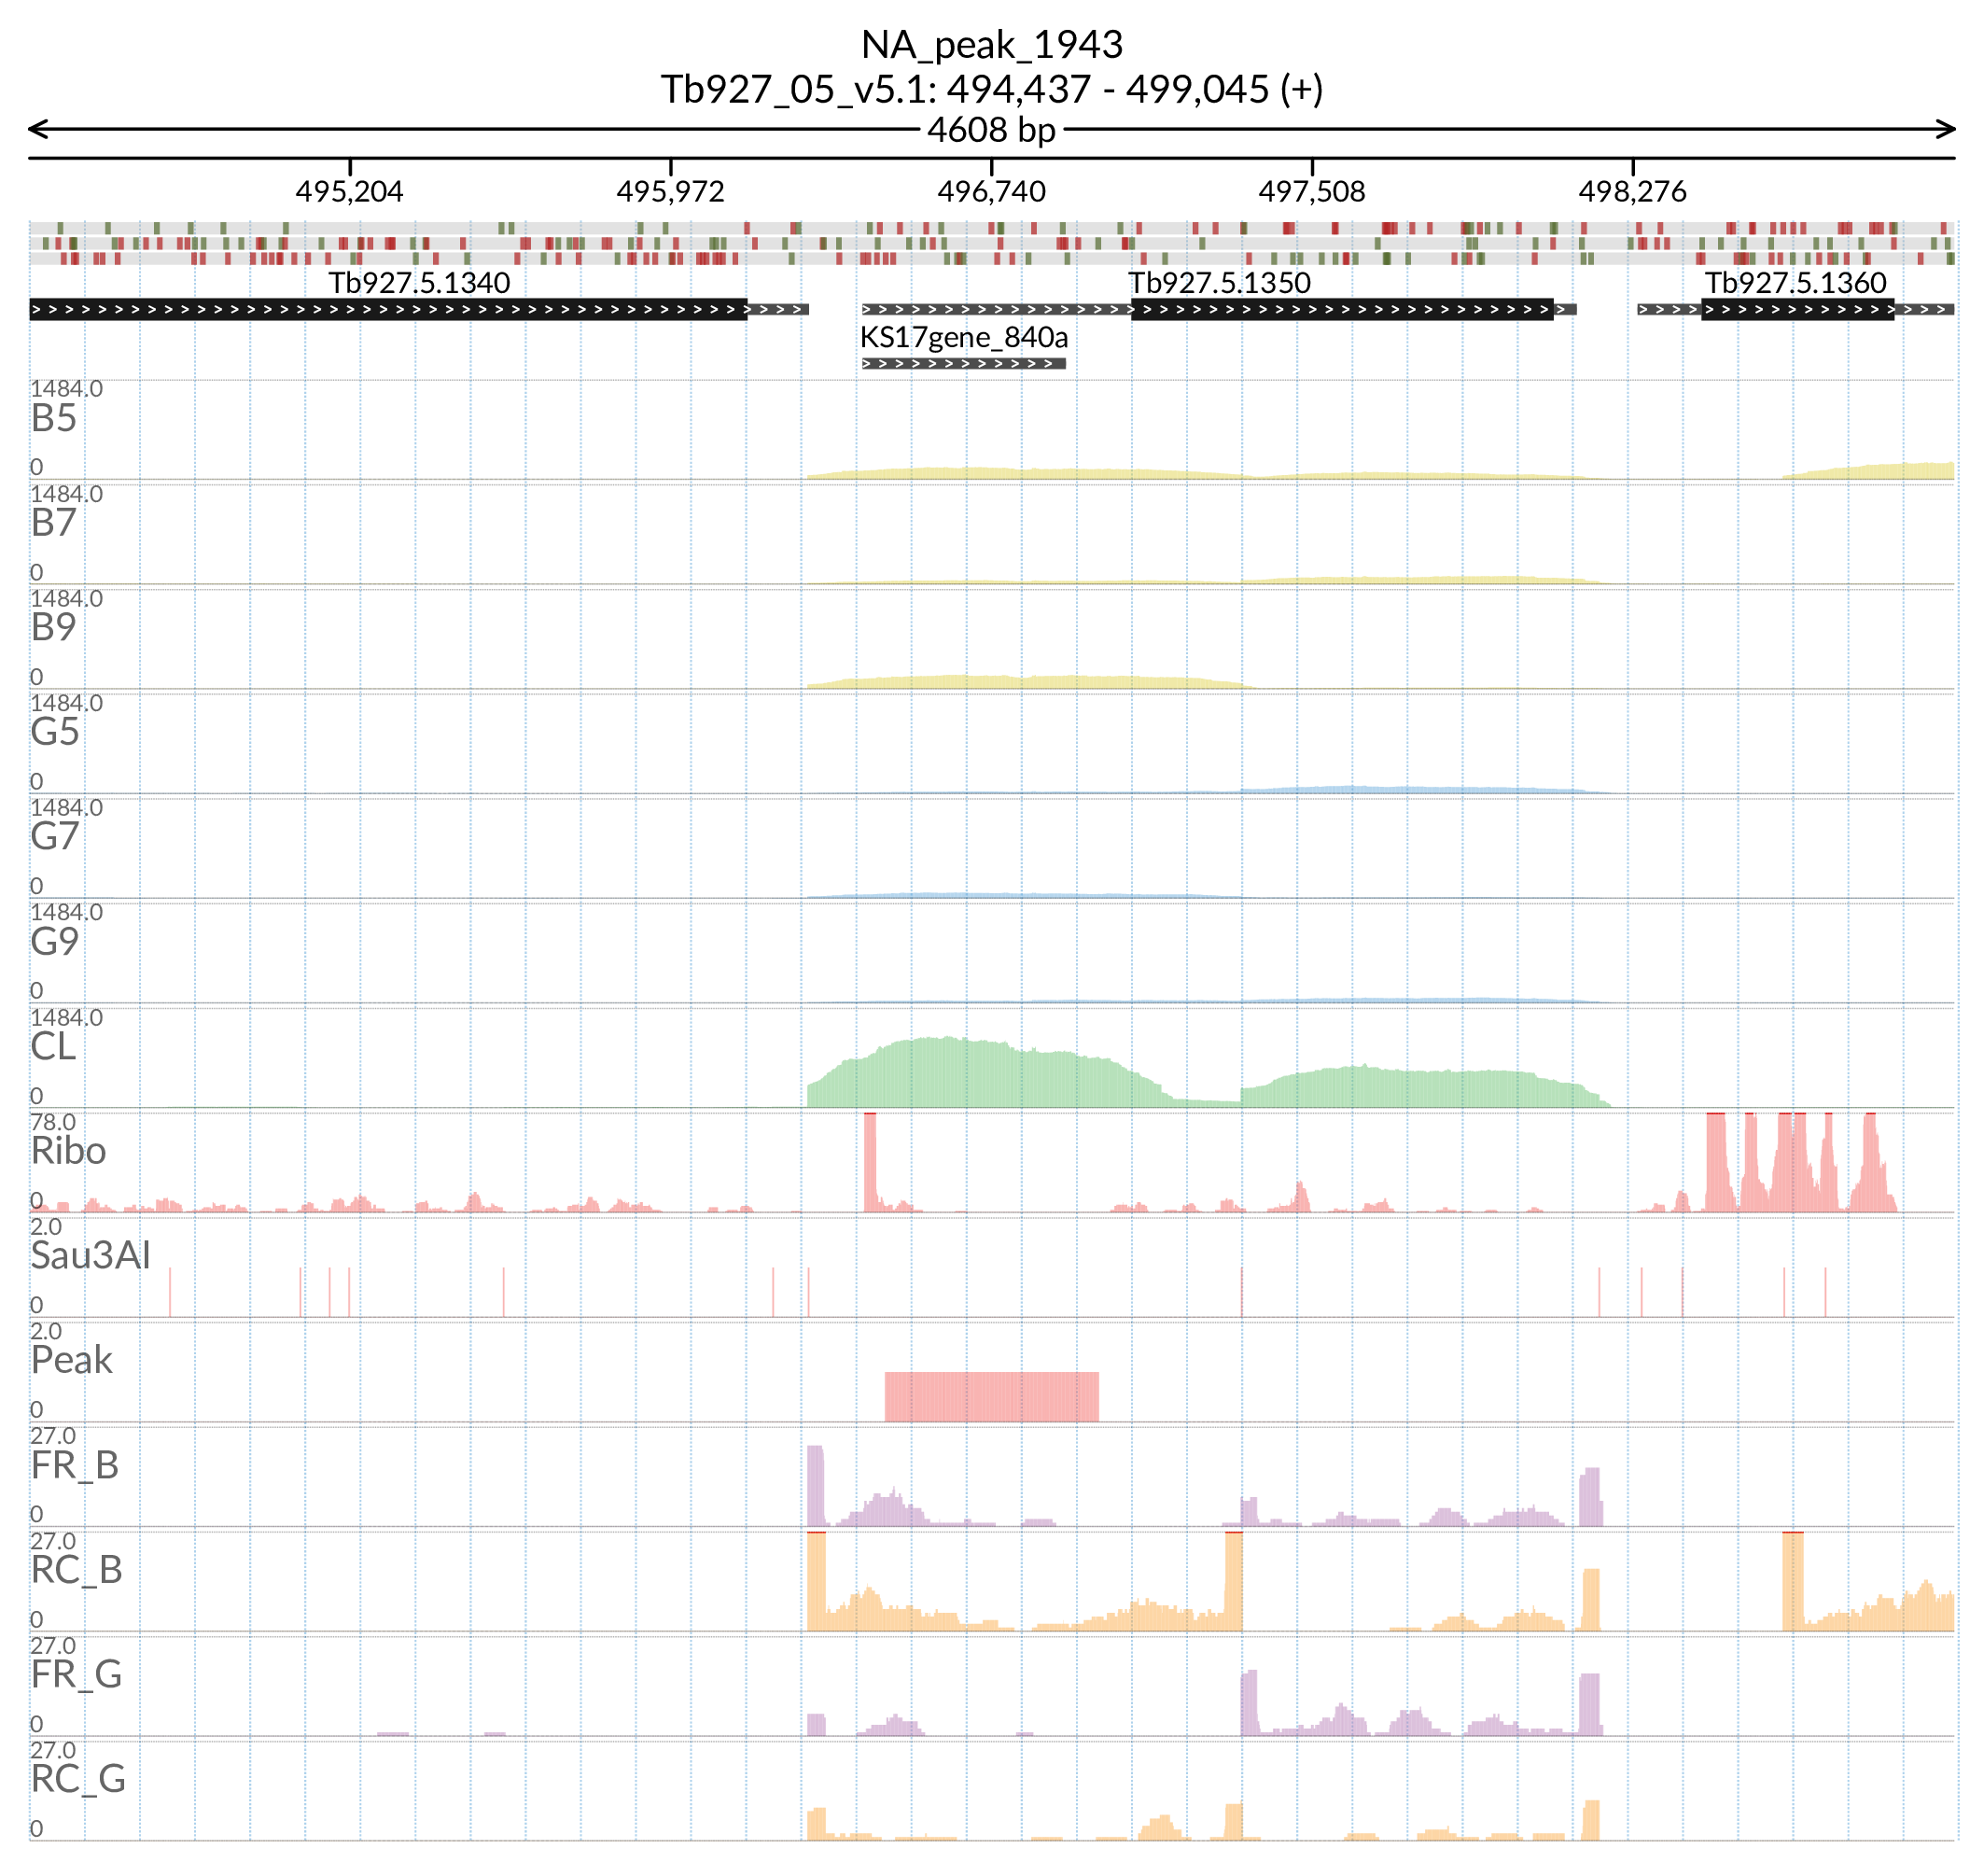 NA_peak_1943
Tb927_05_v5.1: 494,437 - 499,045 (+)
4608 bp
495,204 495,972 496,740 497,508 498,276
Tb927.5.1340 Tb927.5.1350 Tb927.5.1360
KS17gene_840a
1484.0
B5
0
1484.0
B7
0
1484.0
B9
0
1484.0
G5
0
1484.0
G7
0
1484.0
G9
0
1484.0
CL
0
78.0
Ribo
0
2.0
Sau3AI
0
2.0
Peak
0
27.0
FR_B
0
27.0
RC_B
0
27.0
FR_G
0
27.0
RC_G
0